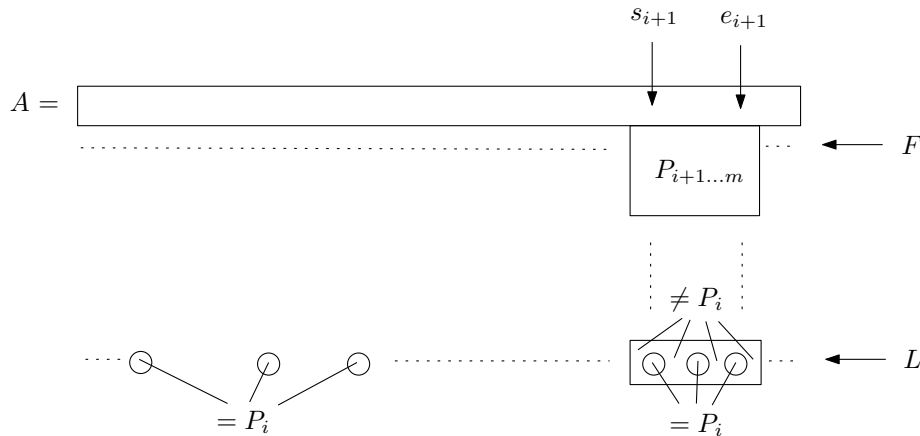 s_{i+1} e_{i+1}
A =
F
P_{i+1...m}
≠ P_i
L
= P_i = P_i